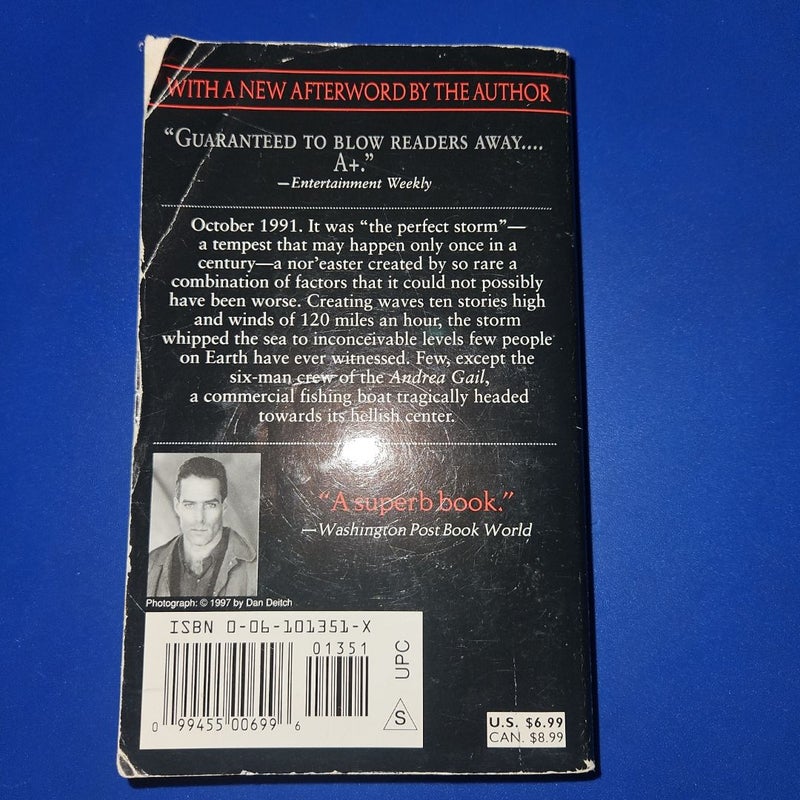 WITH A NEW AFTERWORD BY THE AUTHOR
“GUARANTEED TO BLOW READERS AWAY....
A+.”
—Entertainment Weekly
October 1991. It was “the perfect storm”—
a tempest that may happen only once in a
century—a nor’easter created by so rare a
combination of factors that it could not possibly
have been worse. Creating waves ten stories high
and winds of 120 miles an hour, the storm
whipped the sea to inconceivable levels few people
on Earth have ever witnessed. Few, except the
six-man crew of the Andrea Gail,
a commercial fishing boat tragically headed
towards its hellish center.
“A superb book.”
—Washington Post Book World
Photograph: © 1997 by Dan Deitch
ISBN 0-06-101351-X
01351
UPC
S
0 99455 00699 6
U.S. $6.99
CAN. $8.99